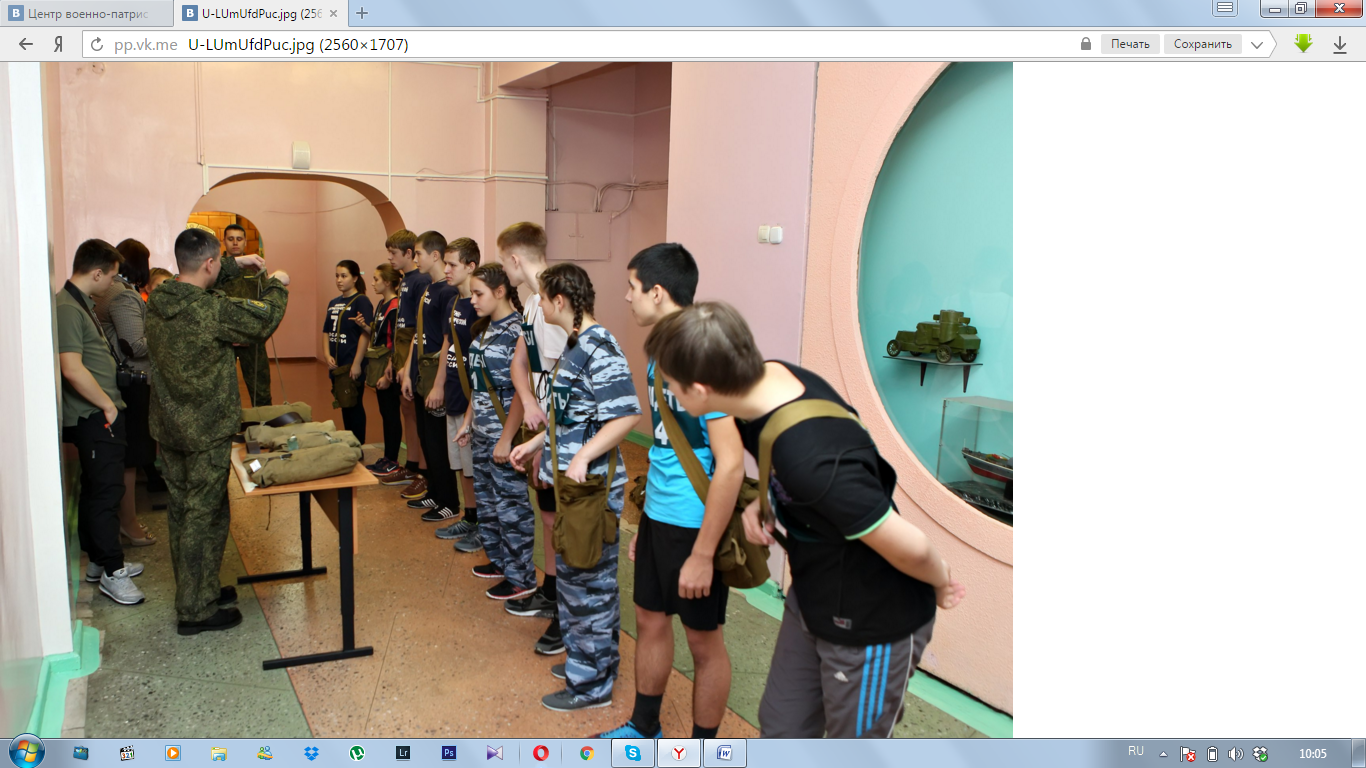 Центр военно-патрис
U-LUmUfdPuc.jpg (256
pp.vk.me U-LUmUfdPuc.jpg (2560×1707)
Печать
Сохранить
RU
10:05